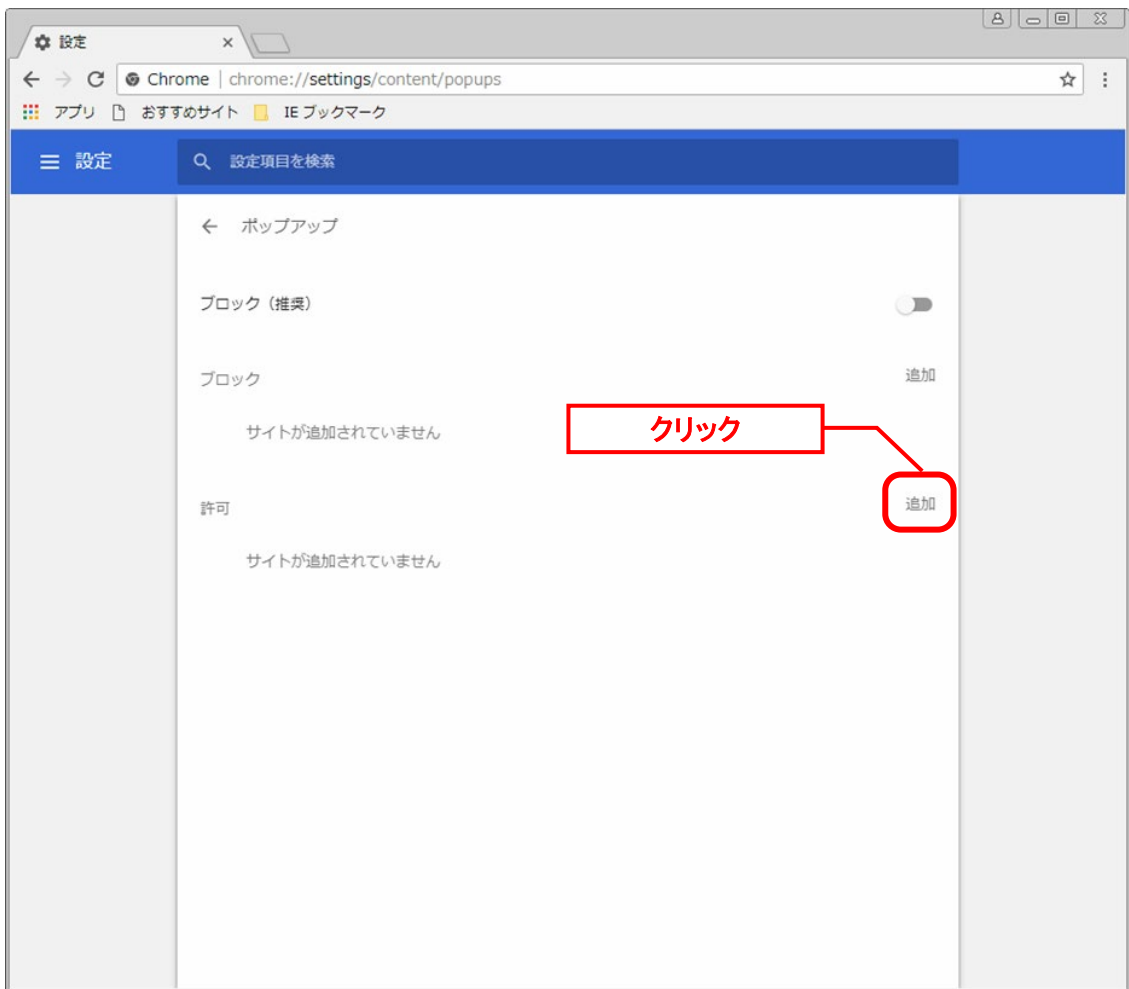 設定
Chrome | chrome://settings/content/popups
アプリ おすすめサイト IE ブックマーク
設定 設定項目を検索
ポップアップ
ブロック（推奨）
ブロック 追加
サイトが追加されていません
クリック
許可 追加
サイトが追加されていません